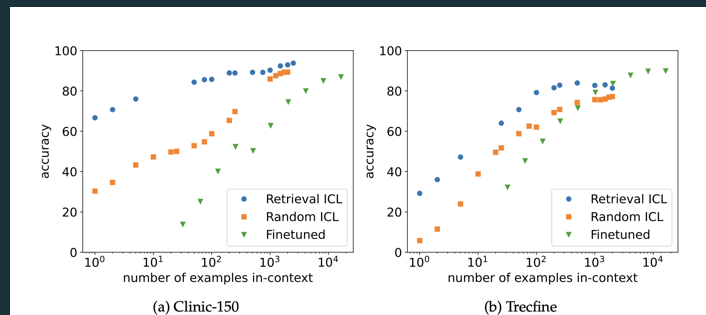 100
80
60
40
20
0
accuracy
10⁰ 10¹ 10² 10³ 10⁴
number of examples in-context
Retrieval ICL
Random ICL
Finetuned
(a) Clinic-150
100
80
60
40
20
0
accuracy
10⁰ 10¹ 10² 10³ 10⁴
number of examples in-context
Retrieval ICL
Random ICL
Finetuned
(b) Trecfine